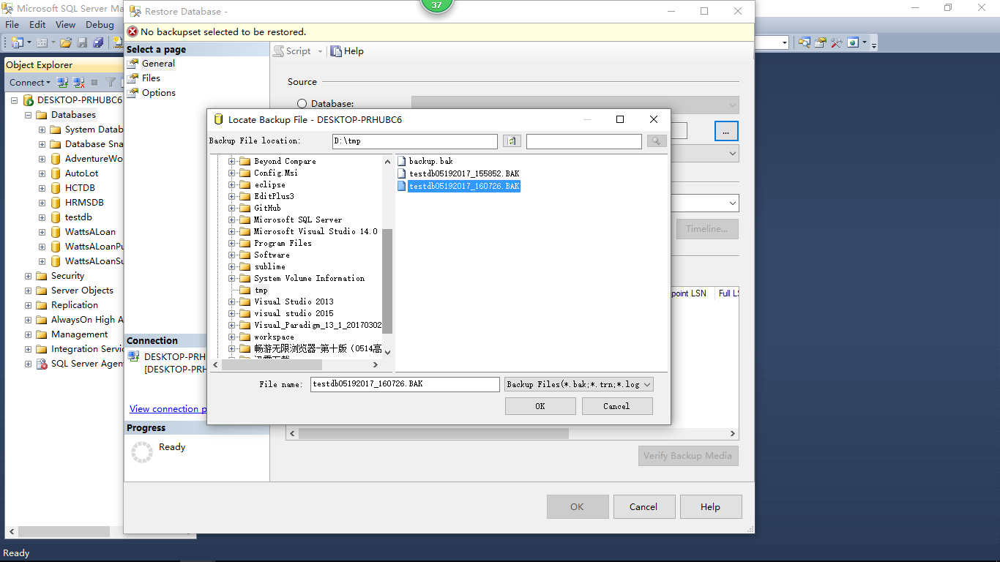 Microsoft SQL Server Ma
File Edit View Debug
Object Explorer
Connect
DESKTOP-PRHUBC6
Databases
System Datab
Database Sna
AdventureWo
AutoLot
HCTDB
HRMSDB
testdb
WattsALoan
WattsALoanPu
WattsALoanSu
Security
Server Objects
Replication
AlwaysOn High A
Management
Integration Servic
SQL Server Agen
Ready
37
Restore Database -
No backupset selected to be restored.
Select a page
General
Files
Options
Script Help
Source
Database:
...
Timeline...
point LSN Full LS
Verify Backup Media
Connection
DESKTOP-PRH
[DESKTOP-PRH
View connection p
Progress
Ready
OK Cancel Help
Locate Backup File - DESKTOP-PRHUBC6
Backup File location: D:\tmp
Beyond Compare
Config.Msi
eclipse
EditPlus3
GitHub
Microsoft SQL Server
Microsoft Visual Studio 14.0
Program Files
Software
sublime
System Volume Information
tmp
Visual Studio 2013
visual studio 2015
Visual_Paradigm_13_1_20170302
workspace
畅游无限浏览器-第十版（0514高
backup.bak
testdb05192017_155852.BAK
testdb05192017_160726.BAK
File name: testdb05192017_160726.BAK Backup Files(*.bak;*.trn;*.log
OK Cancel